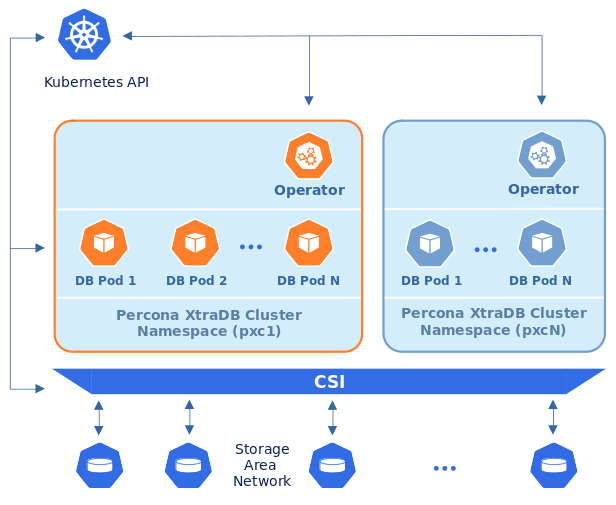 Kubernetes API
Operator
DB Pod 1
DB Pod 2
DB Pod N
Percona XtraDB Cluster
Namespace (pxc1)
Operator
DB Pod 1
DB Pod N
Percona XtraDB Cluster
Namespace (pxcN)
CSI
Storage
Area
Network